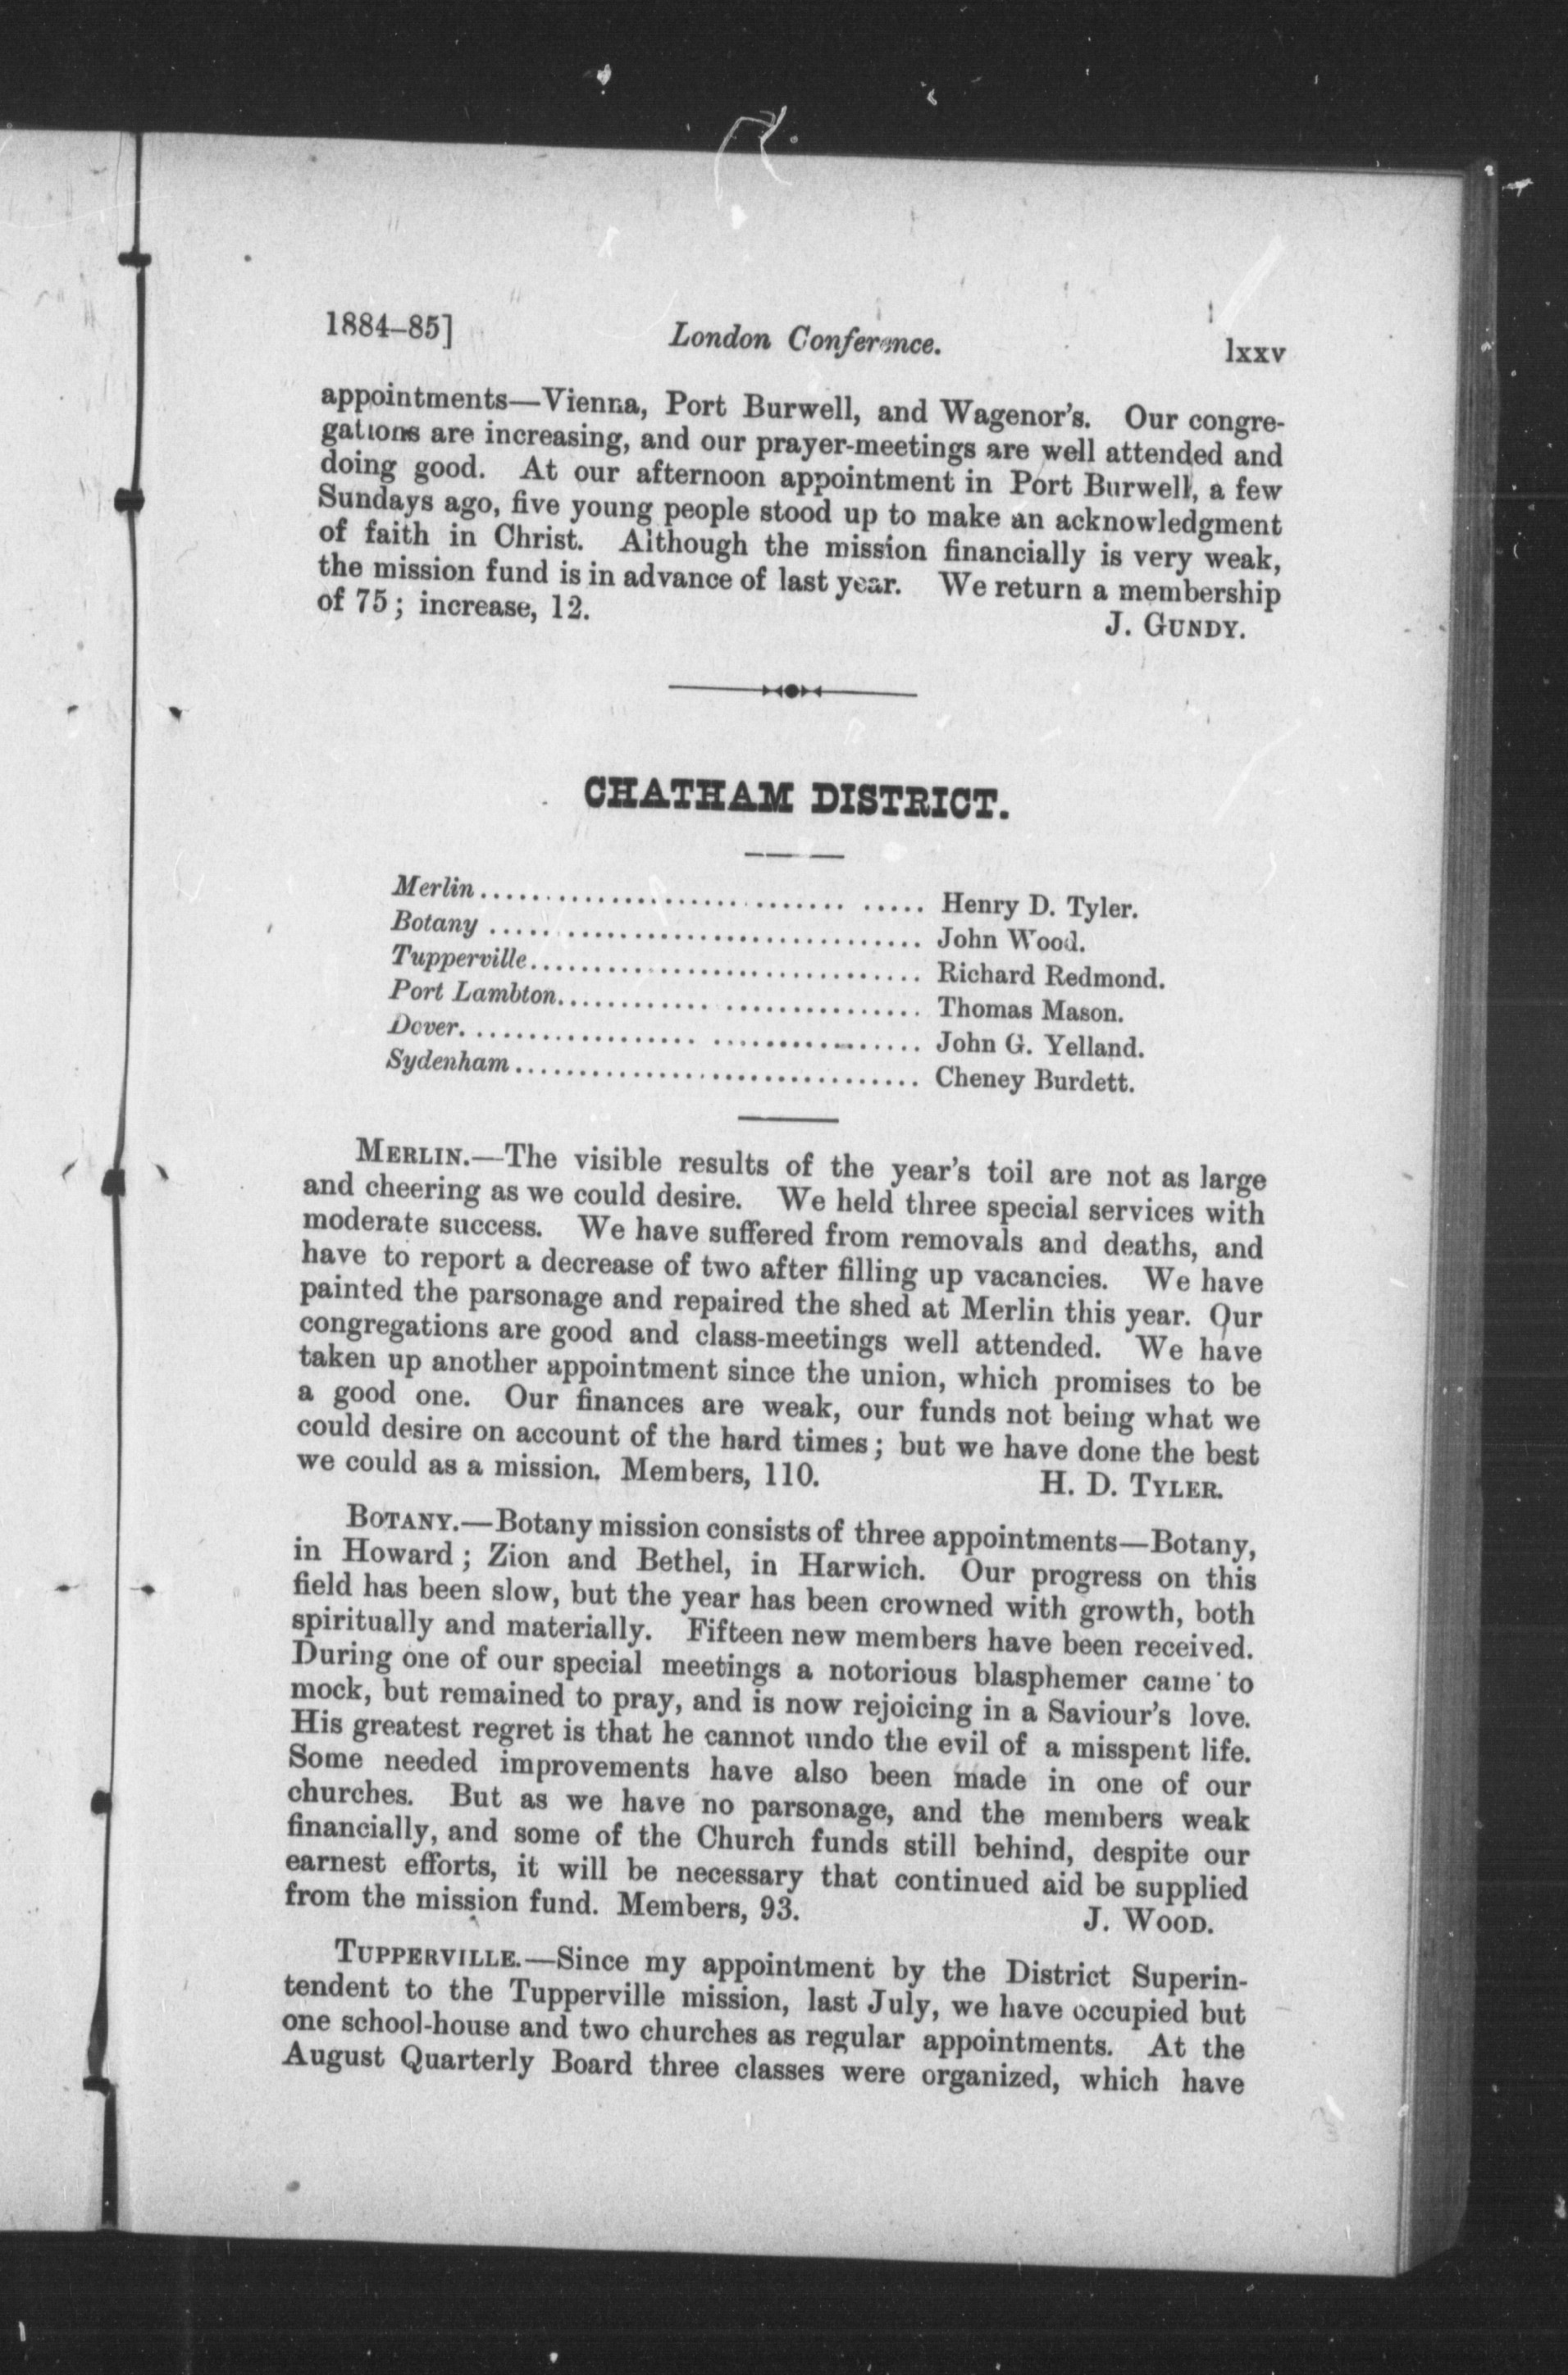 1884-85]
London Conference.
lxxv
appointments—Vienna, Port Burwell, and Wagenor's. Our congre-
gations are increasing, and our prayer-meetings are well attended and
doing good. At our afternoon appointment in Port Burwell, a few
Sundays ago, five young people stood up to make an acknowledgment
of faith in Christ. Although the mission financially is very weak,
the mission fund is in advance of last year. We return a membership
of 75; increase, 12.
J. GUNDY.
CHATHAM DISTRICT.
Merlin................................... Henry D. Tyler.
Botany................................... John Wood.
Tupperville................................... Richard Redmond.
Port Lambton................................... Thomas Mason.
Dover................................... John G. Yelland.
Sydenham................................... Cheney Burdett.
MERLIN.—The visible results of the year's toil are not as large
and cheering as we could desire. We held three special services with
moderate success. We have suffered from removals and deaths, and
have to report a decrease of two after filling up vacancies. We have
painted the parsonage and repaired the shed at Merlin this year. Our
congregations are good and class-meetings well attended. We have
taken up another appointment since the union, which promises to be
a good one. Our finances are weak, our funds not being what we
could desire on account of the hard times; but we have done the best
we could as a mission. Members, 110.
H. D. TYLER.
BOTANY.—Botany mission consists of three appointments—Botany,
in Howard; Zion and Bethel, in Harwich. Our progress on this
field has been slow, but the year has been crowned with growth, both
spiritually and materially. Fifteen new members have been received.
During one of our special meetings a notorious blasphemer came to
mock, but remained to pray, and is now rejoicing in a Saviour's love.
His greatest regret is that he cannot undo the evil of a misspent life.
Some needed improvements have also been made in one of our
churches. But as we have no parsonage, and the members weak
financially, and some of the Church funds still behind, despite our
earnest efforts, it will be necessary that continued aid be supplied
from the mission fund. Members, 93.
J. WOOD.
TUPPERVILLE.—Since my appointment by the District Superin-
tendent to the Tupperville mission, last July, we have occupied but
one school-house and two churches as regular appointments. At the
August Quarterly Board three classes were organized, which have